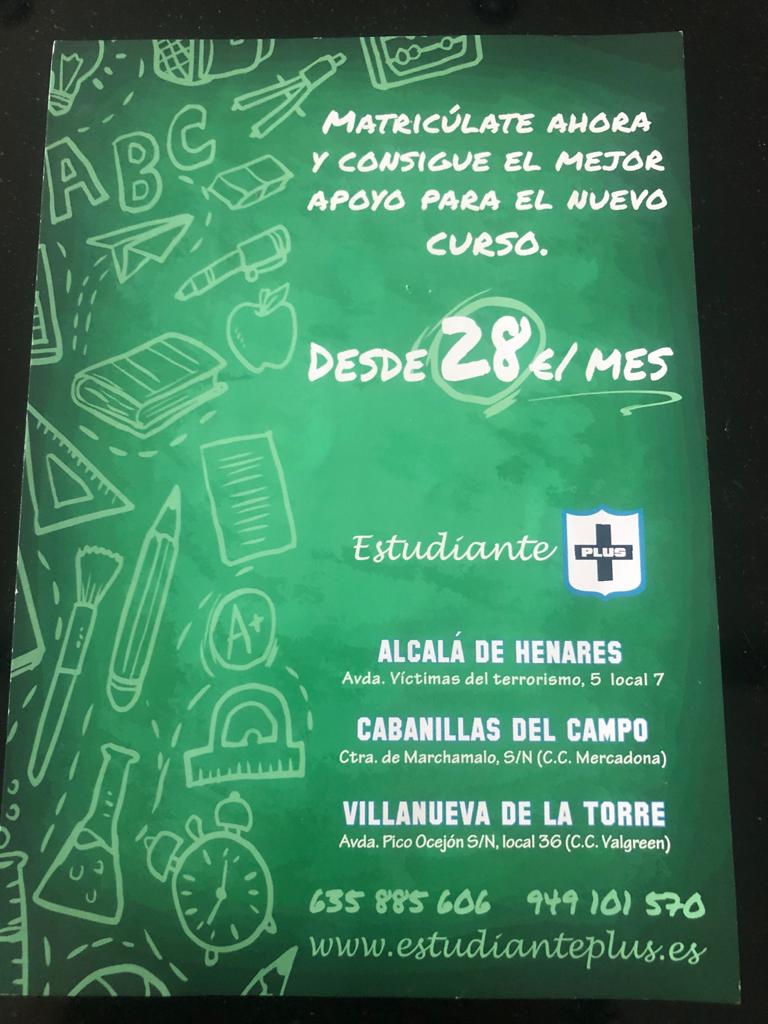 ABC
MATRICÚLATE AHORA
Y CONSIGUE EL MEJOR
APOYO PARA EL NUEVO
CURSO.
DESDE 28 €/ MES
A+
Estudiante PLUS
ALCALÁ DE HENARES
Avda. Víctimas del terrorismo, 5 local 7
CABANILLAS DEL CAMPO
Ctra. de Marchamalo, S/N (C.C. Mercadona)
VILLANUEVA DE LA TORRE
Avda. Pico Ocejón S/N, local 36 (C.C. Valgreen)
635 885 606 949 101 570
www.estudianteplus.es